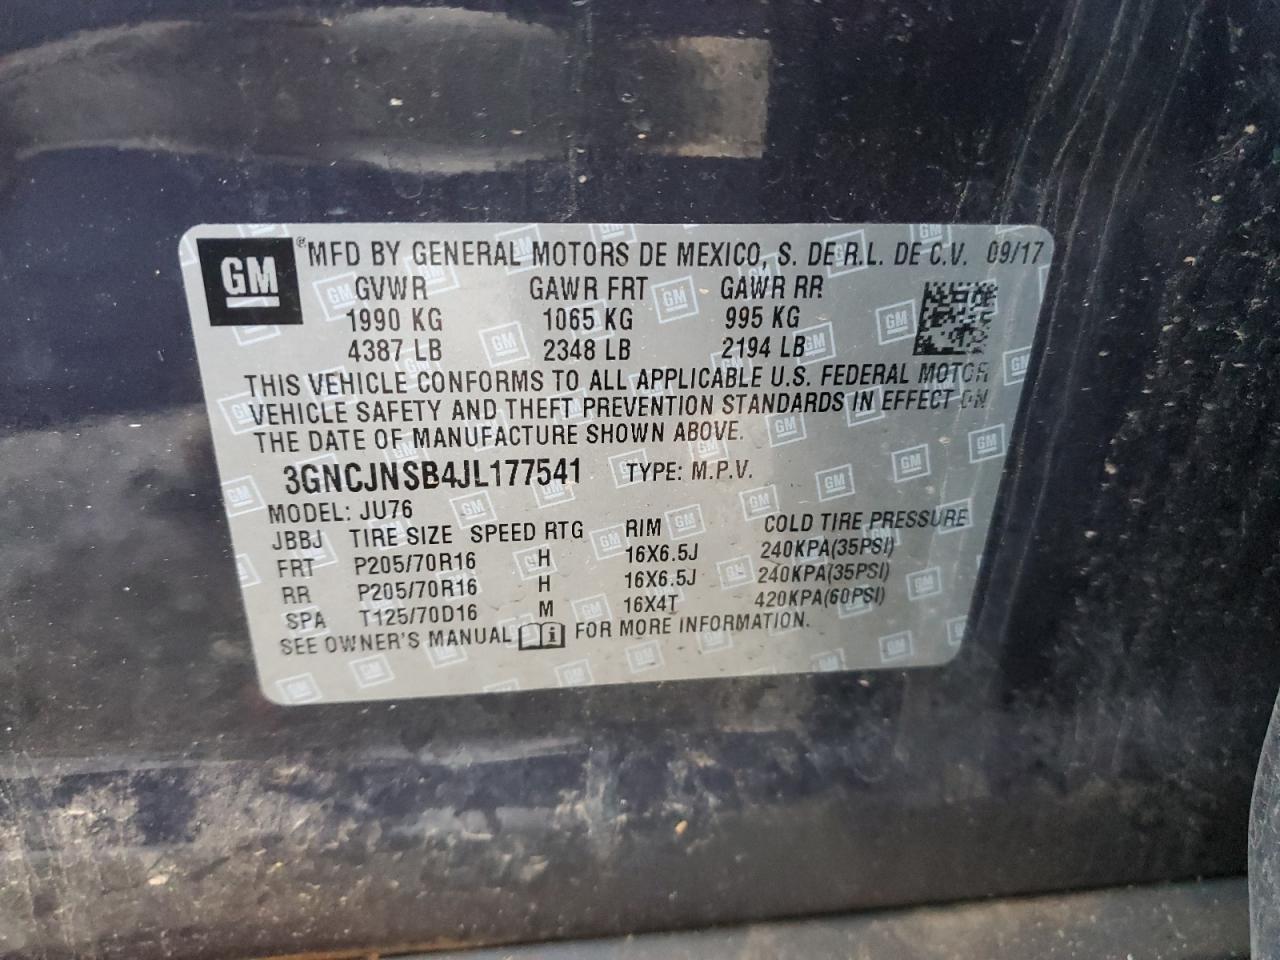 GM ® MFD BY GENERAL MOTORS DE MEXICO, S. DE R.L. DE C.V. 09/17
GVWR GAWR FRT GAWR RR
1990 KG 1065 KG 995 KG
4387 LB 2348 LB 2194 LB
THIS VEHICLE CONFORMS TO ALL APPLICABLE U.S. FEDERAL MOTOR
VEHICLE SAFETY AND THEFT PREVENTION STANDARDS IN EFFECT ON
THE DATE OF MANUFACTURE SHOWN ABOVE.
3GNCJNSB4JL177541 TYPE: M.P.V.
MODEL: JU76
JBBJ TIRE SIZE SPEED RTG RIM COLD TIRE PRESSURE
FRT P205/70R16 H 16X6.5J 240KPA(35PSI)
RR P205/70R16 H 16X6.5J 240KPA(35PSI)
SPA T125/70D16 M 16X4T 420KPA(60PSI)
SEE OWNER'S MANUAL i FOR MORE INFORMATION.